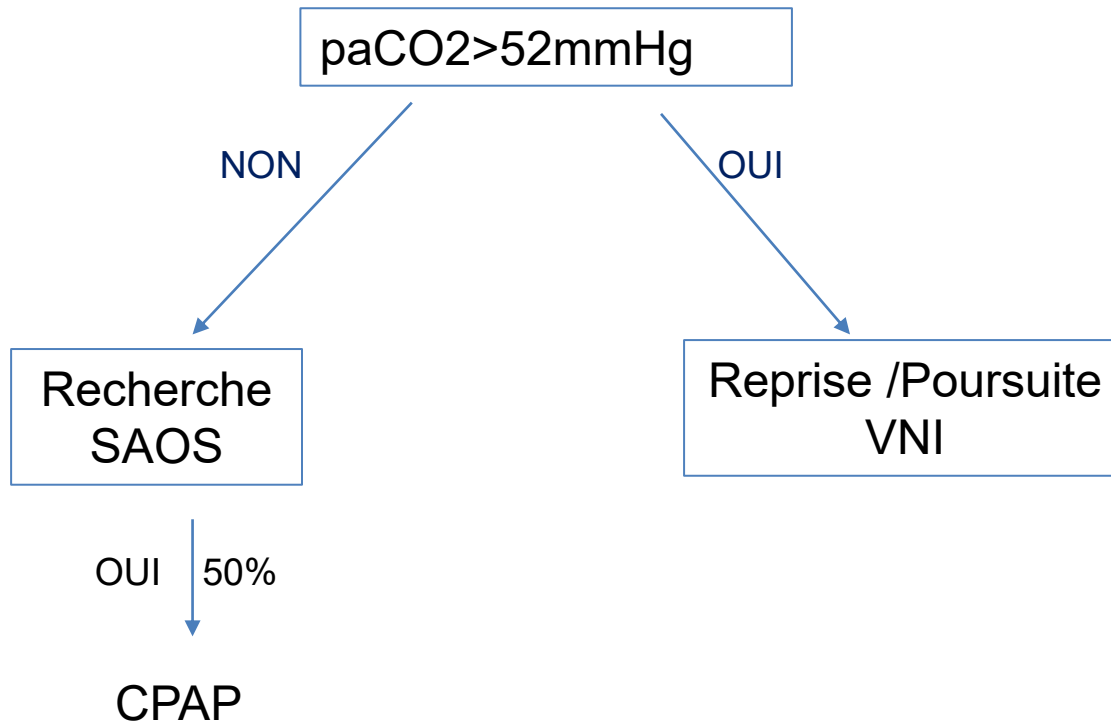 paCO2>52mmHg
NON
OUI
Recherche
SAOS
Reprise /Poursuite
VNI
OUI
50%
CPAP